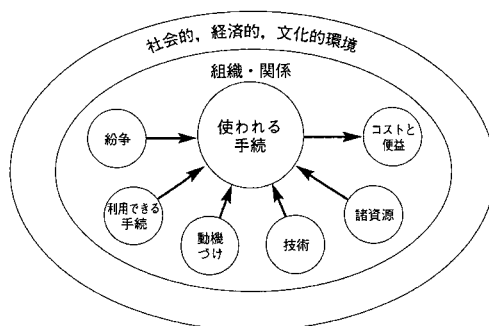 社会的，経済的，文化的環境
組織・関係
紛争
使われる
手続
コストと
便益
利用できる
手続
動機
づけ
技術
諸資源